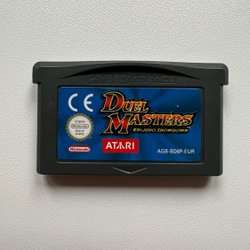 GAME BOY ADVANCE
CE
DUEL
MASTERS
KAIJUDO SHOWDOWN
Nintendo
ATARI
AGB-BD6P-EUR